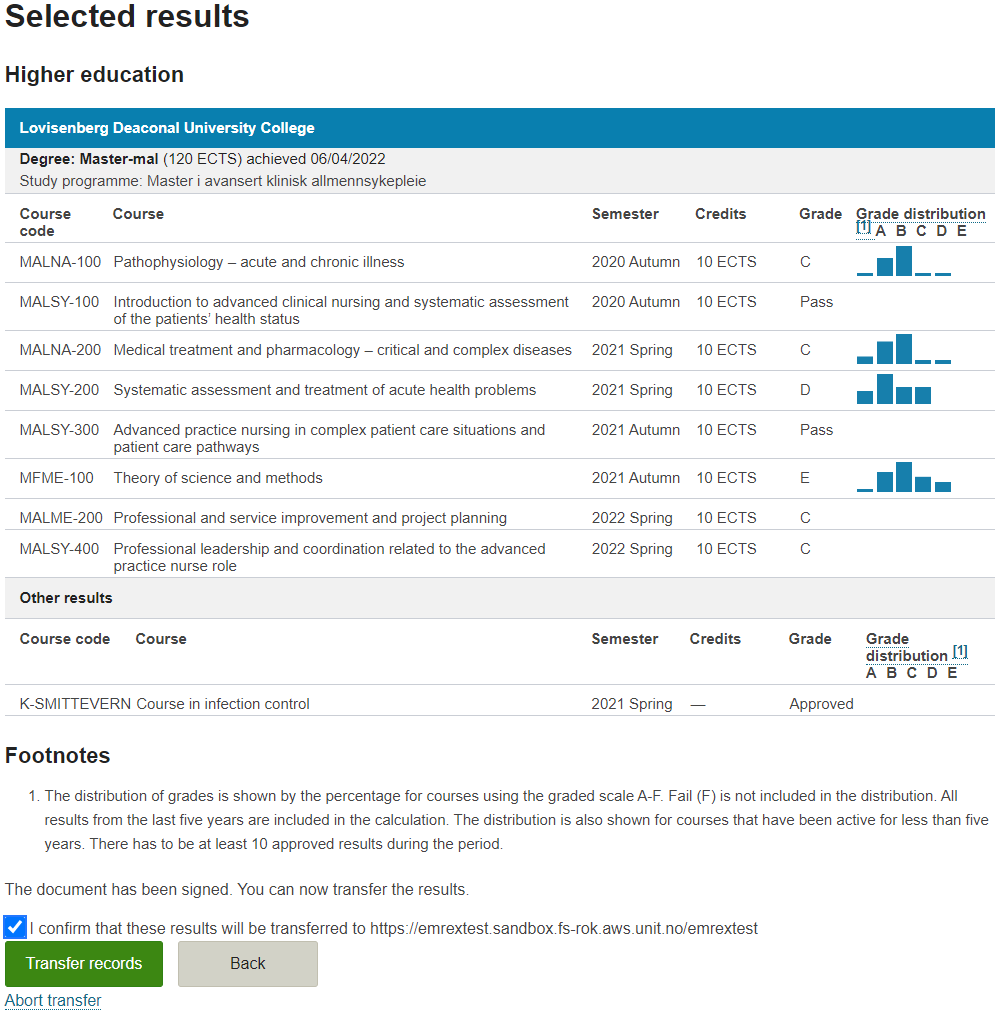 Selected results
Higher education
Lovisenberg Deaconal University College
Degree: Master-mal (120 ECTS) achieved 06/04/2022
Study programme: Master i avansert klinisk allmennsykepleie
Course code Course Semester Credits Grade Grade distribution [1] A B C D E
MALNA-100 Pathophysiology – acute and chronic illness 2020 Autumn 10 ECTS C
MALSY-100 Introduction to advanced clinical nursing and systematic assessment of the patients’ health status 2020 Autumn 10 ECTS Pass
MALNA-200 Medical treatment and pharmacology – critical and complex diseases 2021 Spring 10 ECTS C
MALSY-200 Systematic assessment and treatment of acute health problems 2021 Spring 10 ECTS D
MALSY-300 Advanced practice nursing in complex patient care situations and patient care pathways 2021 Autumn 10 ECTS Pass
MFME-100 Theory of science and methods 2021 Autumn 10 ECTS E
MALME-200 Professional and service improvement and project planning 2022 Spring 10 ECTS C
MALSY-400 Professional leadership and coordination related to the advanced practice nurse role 2022 Spring 10 ECTS C
Other results
Course code Course Semester Credits Grade Grade distribution [1] A B C D E
K-SMITTEVERN Course in infection control 2021 Spring — Approved
Footnotes
1. The distribution of grades is shown by the percentage for courses using the graded scale A-F. Fail (F) is not included in the distribution. All
results from the last five years are included in the calculation. The distribution is also shown for courses that have been active for less than five
years. There has to be at least 10 approved results during the period.
The document has been signed. You can now transfer the results.
I confirm that these results will be transferred to https://emrextest.sandbox.fs-rok.aws.unit.no/emrextest
Transfer records Back
Abort transfer